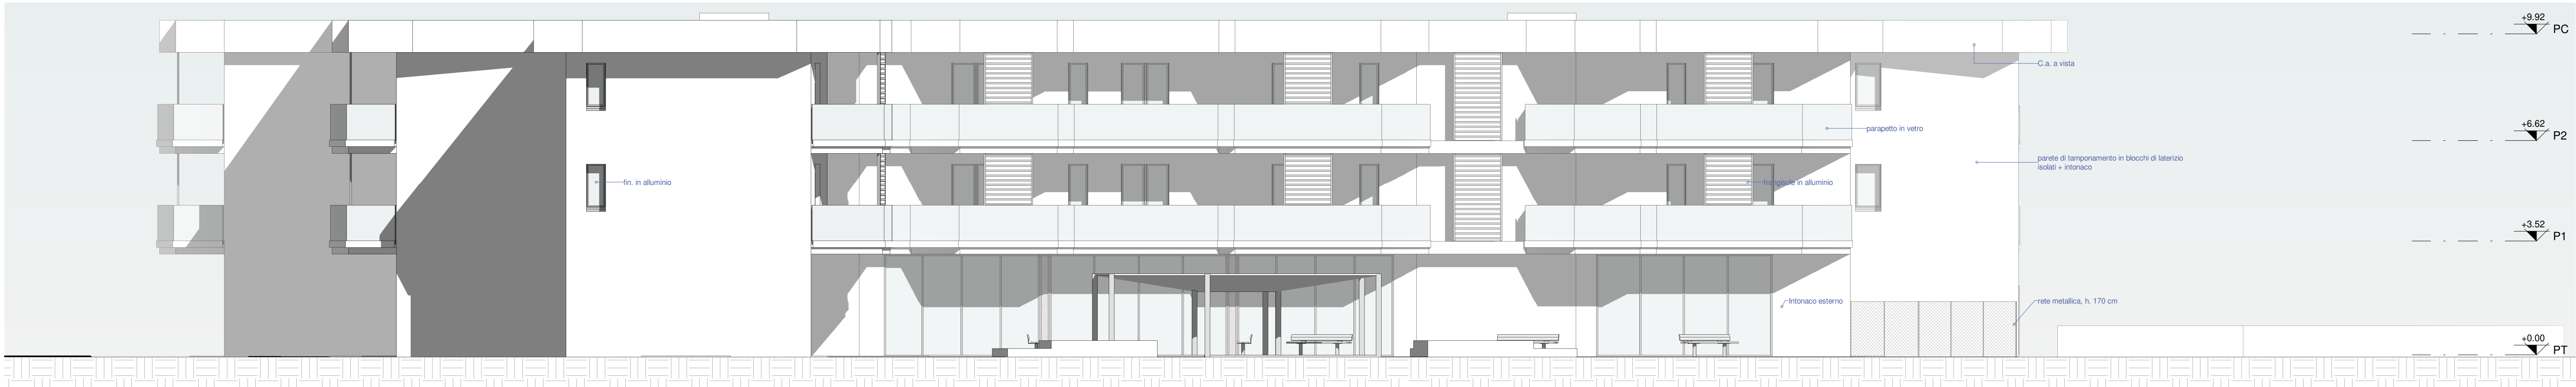 +9.92
PC
C.a. a vista
+6.62
P2
parapetto in vetro
parete di tamponamento in blocchi di laterizio
isolati + intonaco
fin. in alluminio
frangisole in alluminio
+3.52
P1
Intonaco esterno
rete metallica, h. 170 cm
+0.00
PT